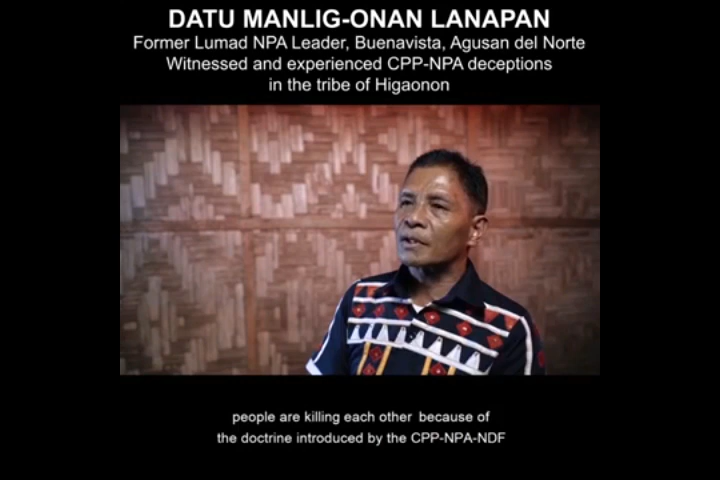 DATU MANLIG-ONAN LANAPAN
Former Lumad NPA Leader, Buenavista, Agusan del Norte
Witnessed and experienced CPP-NPA deceptions
in the tribe of Higaonon
people are killing each other because of
the doctrine introduced by the CPP-NPA-NDF